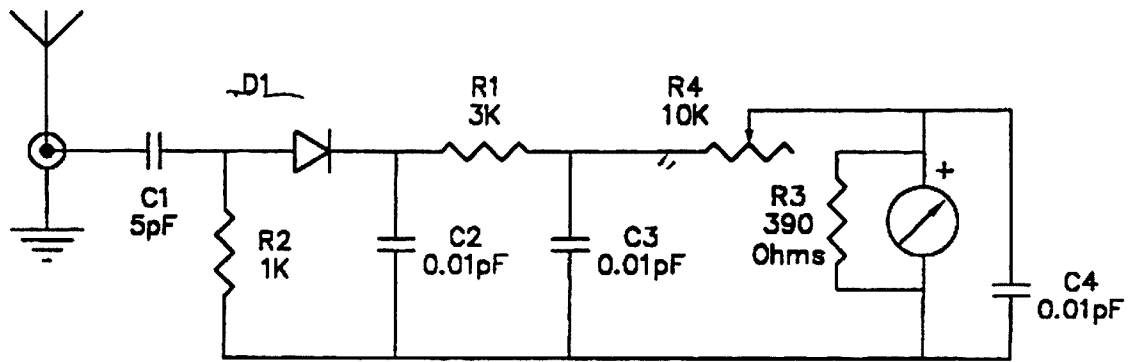 D1
R1
3K
R4
10K
C1
5pF
R2
1K
C2
0.01pF
C3
0.01pF
R3
390
Ohms
+
C4
0.01pF